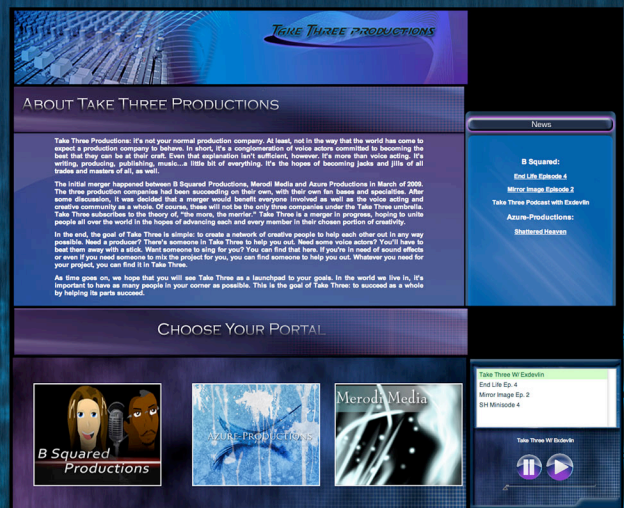 TAKE THREE PRODUCTIONS
ABOUT TAKE THREE PRODUCTIONS
Take Three Productions: it's not your normal production company. At least, not in the way that the world has come to
expect a production company to behave. In short, it's a conglomeration of voice actors committed to becoming the
best that they can be at their craft. Even that explanation isn't sufficient, however. It's more than voice acting. It's
writing, producing, publishing, music...a little bit of everything. It's the hopes of becoming jacks and jills of all
trades and masters of all, as well.
The initial merger happened between B Squared Productions, Merodi Media and Azure Productions in March of 2009.
The three production companies had been succeeding on their own, with their own fan bases and specialties. After
some discussion, it was decided that a merger would benefit everyone involved as well as the voice acting and
creative community as a whole. Of course, these will not be the only three companies under the Take Three umbrella.
Take Three subscribes to the theory of, "the more, the merrier." Take Three is a merger in progress, hoping to unite
people all over the world in the hopes of advancing each and every member in their chosen portion of creativity.
In the end, the goal of Take Three is simple: to create a network of creative people to help each other out in any way
possible. Need a producer? There's someone in Take Three to help you out. Need some voice actors? You'll have to
beat them away with a stick. Want someone to sing for you? You can find that here. If you're in need of sound effects
or even if you need someone to mix the project for you, you can find someone to help you out. Whatever you need for
your project, you can find it in Take Three.
As time goes on, we hope that you will see Take Three as a launchpad to your goals. In the world we live in, it's
important to have as many people in your corner as possible. This is the goal of Take Three: to succeed as a whole
by helping its parts succeed.
News
B Squared:
End Life Episode 4
Mirror Image Episode 2
Take Three Podcast with Exdevlin
Azure-Productions:
Shattered Heaven
CHOOSE YOUR PORTAL
B Squared
Productions
AZURE-PRODUCTIONS
Merodi Media
Take Three W/ Exdevlin
End Life Ep. 4
Mirror Image Ep. 2
SH Minisode 4
Take Three W/ Exdevlin